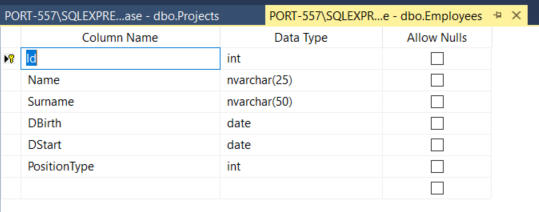 PORT-557\SQLEXPRE...ase - dbo.Projects PORT-557\SQLEXPR...e - dbo.Employees
Column Name Data Type Allow Nulls
Id int
Name nvarchar(25)
Surname nvarchar(50)
DBirth date
DStart date
PositionType int